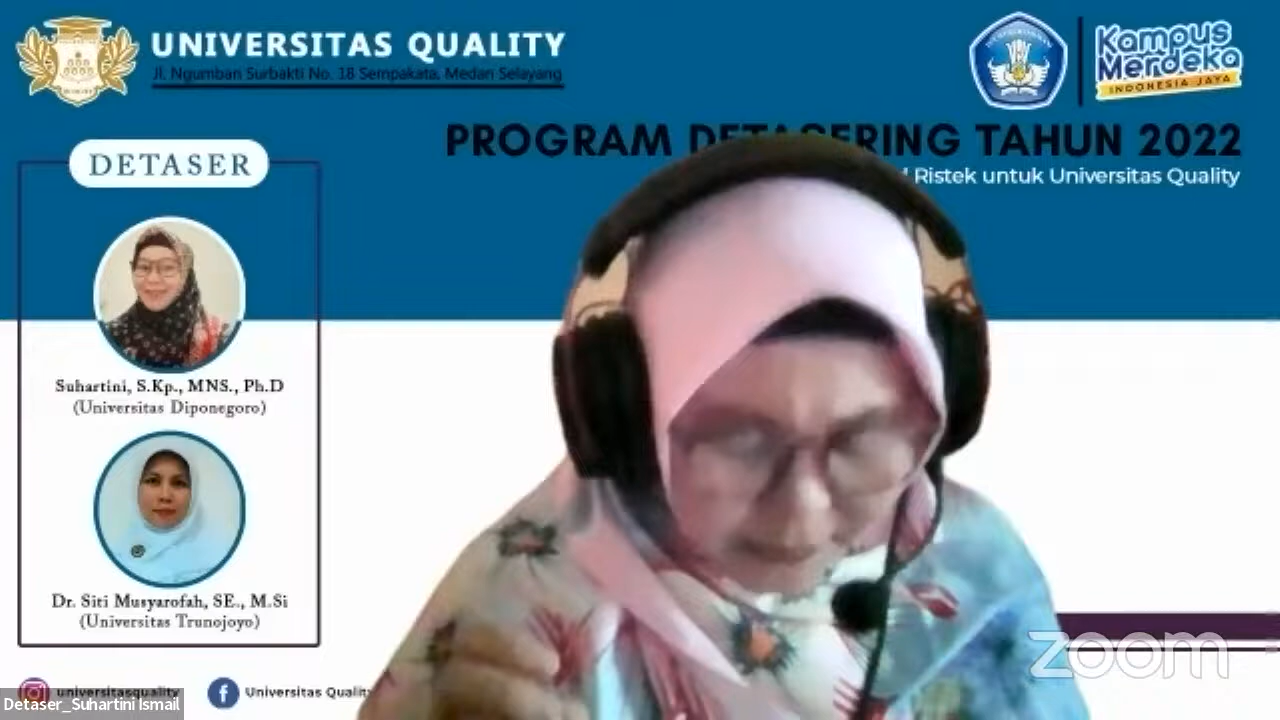 UNIVERSITAS QUALITY
Jl. Ngumban Surbakti No. 18 Sempakata, Medan Selayang
Kampus
Merdeka
INDONESIA JAYA
PROGRAM DETASERING TAHUN 2022
Ristek untuk Universitas Quality
DETASER
Suhartini, S.Kp., MNS., Ph.D
(Universitas Diponegoro)
Dr. Siti Musyarofah, SE., M.Si
(Universitas Trunojoyo)
universitasquality
Universitas Quality
Detaser_Suhartini Ismail
zoom